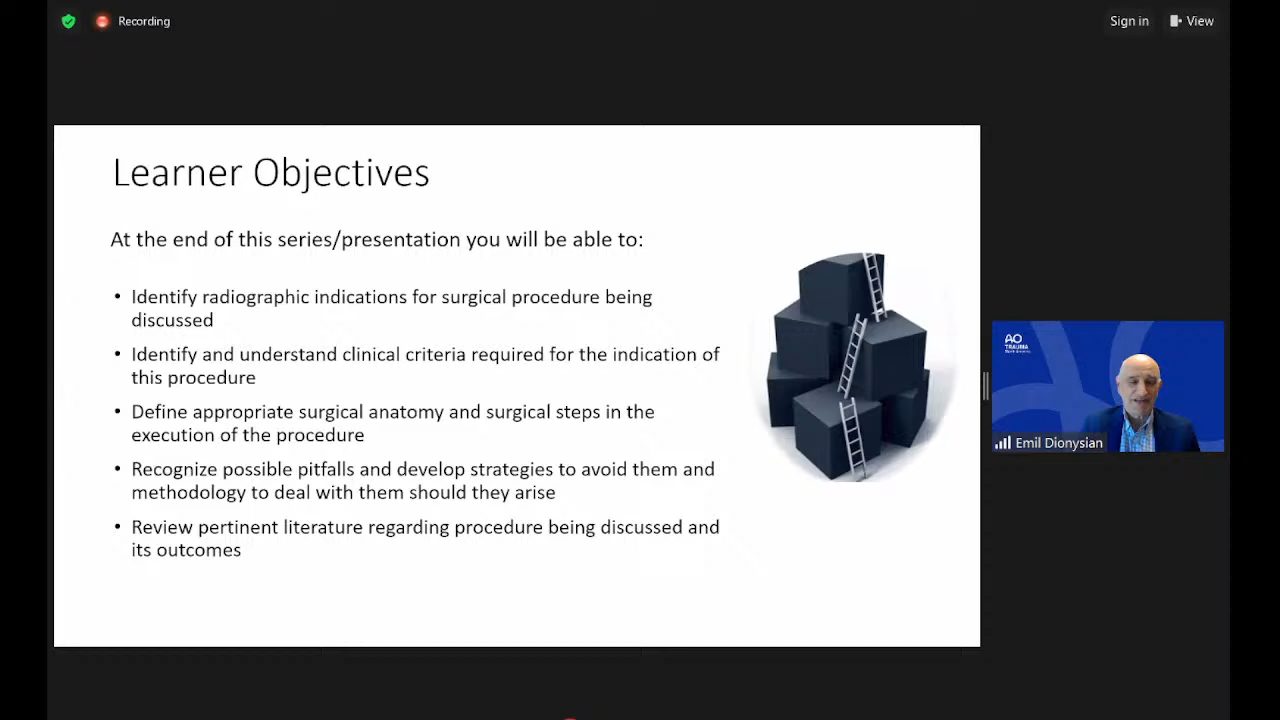 Recording
Sign in
View
Learner Objectives
At the end of this series/presentation you will be able to:
• Identify radiographic indications for surgical procedure being
discussed
• Identify and understand clinical criteria required for the indication of
this procedure
• Define appropriate surgical anatomy and surgical steps in the
execution of the procedure
• Recognize possible pitfalls and develop strategies to avoid them and
methodology to deal with them should they arise
• Review pertinent literature regarding procedure being discussed and
its outcomes
AO
TRAUMA
North America
Emil Dionysian